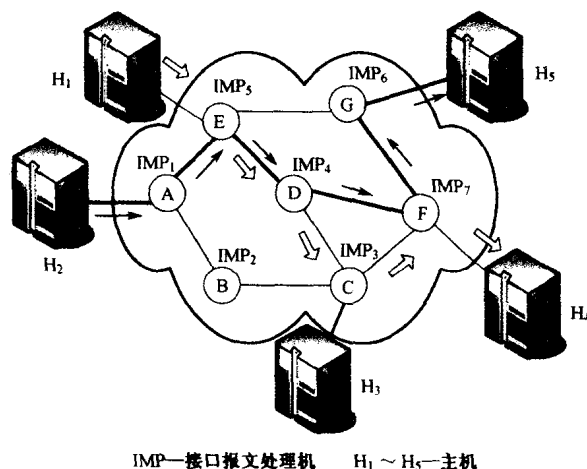 H₁
IMP₅
IMP₆
H₅
E
G
IMP₁
IMP₄
IMP₇
A
D
F
H₂
IMP₂
IMP₃
B
C
H₄
H₃
IMP—接口报文处理机 H₁～H₅—主机